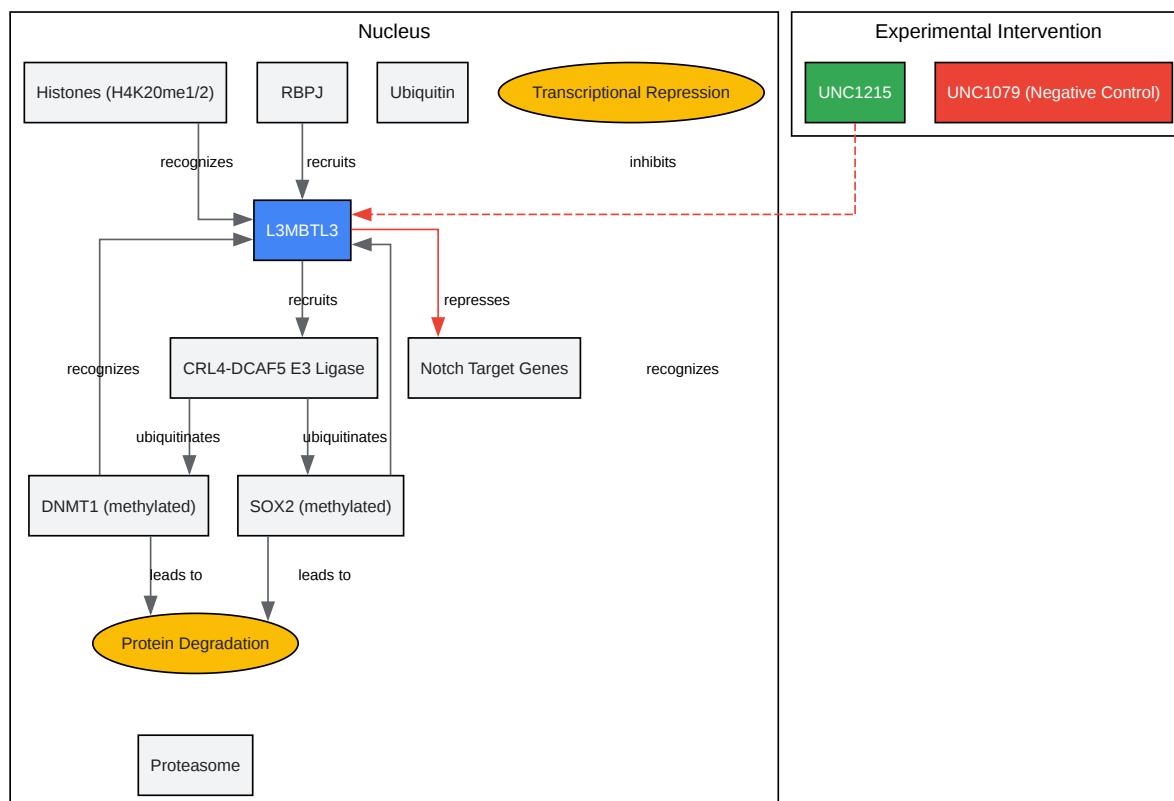 Nucleus
Experimental Intervention
Histones (H4K20me1/2)
RBPJ
Ubiquitin
Transcriptional Repression
UNC1215
UNC1079 (Negative Control)
recognizes
recruits
inhibits
L3MBTL3
recruits
represses
recognizes
CRL4-DCAF5 E3 Ligase
Notch Target Genes
recognizes
ubiquitinates
ubiquitinates
DNMT1 (methylated)
SOX2 (methylated)
leads to
leads to
Protein Degradation
Proteasome